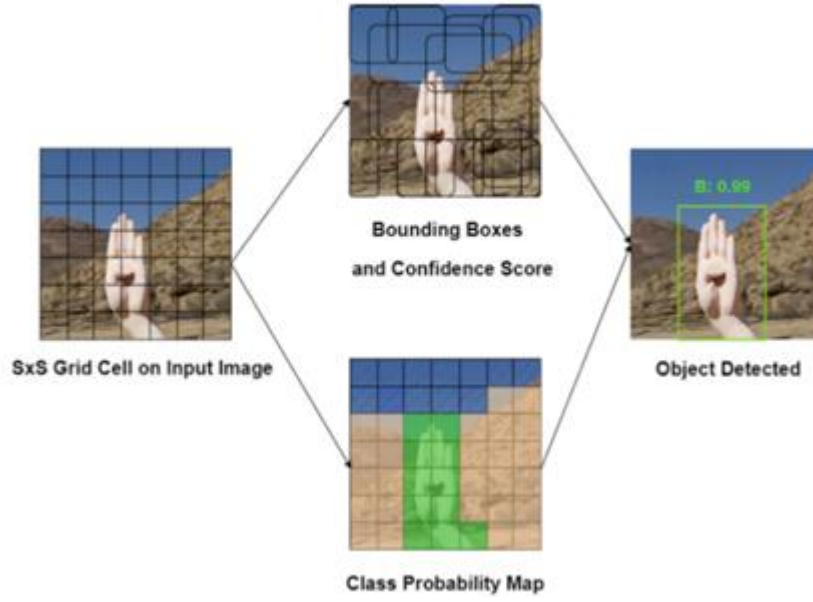 SxS Grid Cell on Input Image
Bounding Boxes
and Confidence Score
Class Probability Map
B: 0.99
Object Detected